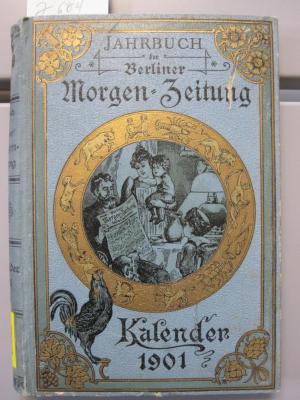 JAHRBUCH
der
Berliner
Morgen-Zeitung
Kalender
1901